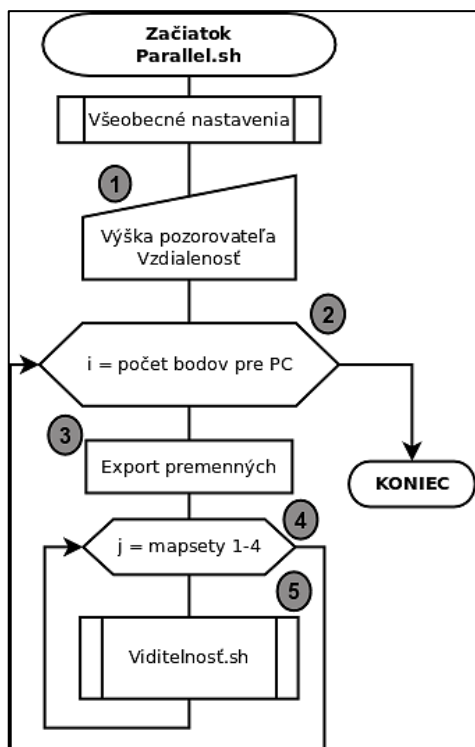 Začiatok
Parallel.sh
Všeobecné nastavenia
1
Výška pozorovateľa
Vzdialenosť
2
i = počet bodov pre PC
3
Export premenných
KONIEC
4
j = mapsety 1-4
5
Viditelnosť.sh